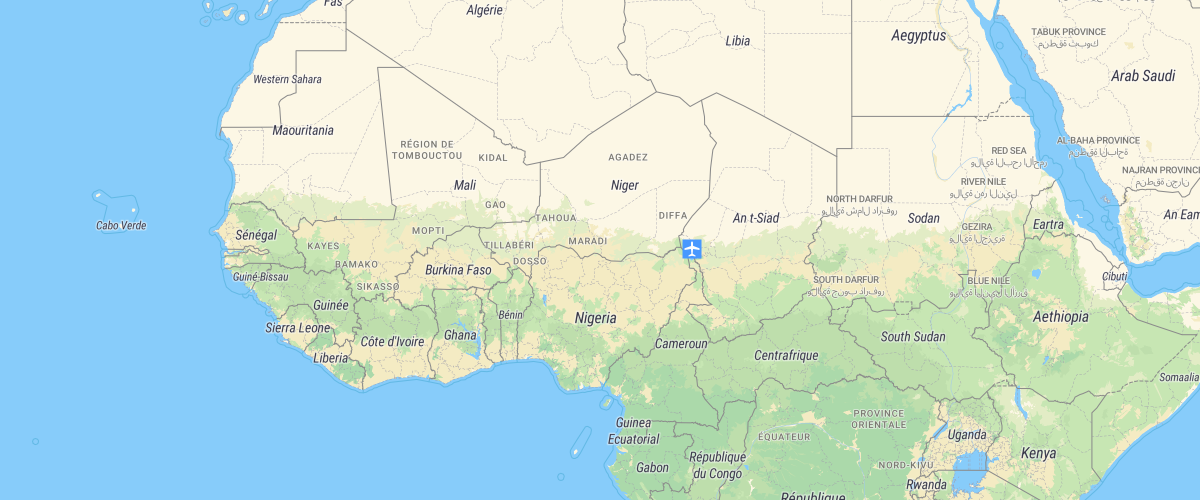 Fas
Algérie
Libia
Aegyptus
TABUK PROVINCE
منطقة تبوك
Arab Saudi
Western Sahara
Maouritania
RÉGION DE
TOMBOUCTOU
KIDAL
AGADEZ
Niger
Mali
GAO
TAHOUA
DIFFA
An t-Siad
NORTH DARFUR
ولاية شمال دارفور
Sodan
RED SEA
ولاية البحر الأحمر
RIVER NILE
ولاية نهر النيل
AL-BAHA PROVINCE
منطقة الباحة
NAJRAN PROVINCE
منطقة نجران
An Eam
Cabo Verde
Sénégal
KAYES
MOPTI
TILLABÉRI
MARADI
DOSSO
BAMAKO
SIKASSO
Burkina Faso
Guiné-Bissau
Guinée
Sierra Leone
Liberia
Côte d'Ivoire
Ghana
Bénin
Nigeria
Cameroun
Centrafrique
SOUTH DARFUR
ولاية جنوب دارفور
GEZIRA
ولاية الجزيرة
BLUE NILE
ولاية النيل الأزرق
Eartra
Cibuti
Aethiopia
South Sudan
Somaalia
Guinea
Ecuatorial
Gabon
République
du Congo
ÉQUATEUR
PROVINCE
ORIENTALE
NORD-KIVU
Uganda
Kenya
Rwanda
République